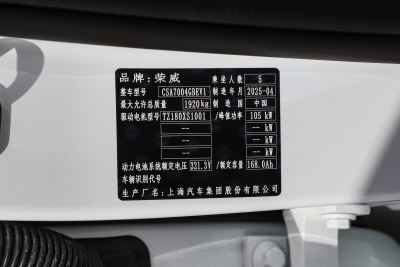 品牌：荣威 乘坐人数 5
整车型号 CSA7004GBEV1 制造年月 2025-04
最大允许总质量 1920kg 制造国 中国
驱动电机型号 TZ180XS1001 /峰值功率 105 kW
-- /-- kW
-- /-- kW
-- /-- kW
动力电池系统额定电压 321.3V /额定容量 168.0Ah
车辆识别代号
生产厂名：上海汽车集团股份有限公司